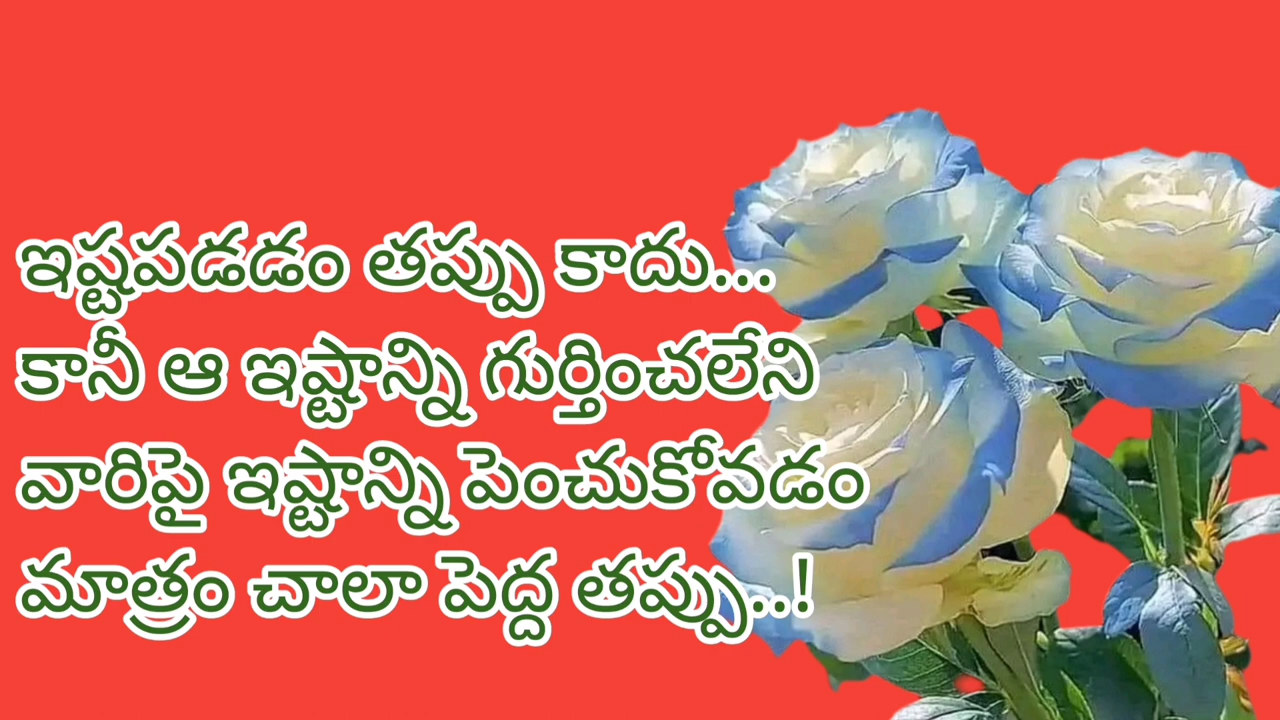 ఇష్టపడడం తప్పు కాదు...
కానీ ఆ ఇష్టాన్ని గుర్తించలేని
వారిపై ఇష్టాన్ని పెంచుకోవడం
మాత్రం చాలా పెద్ద తప్పు..!